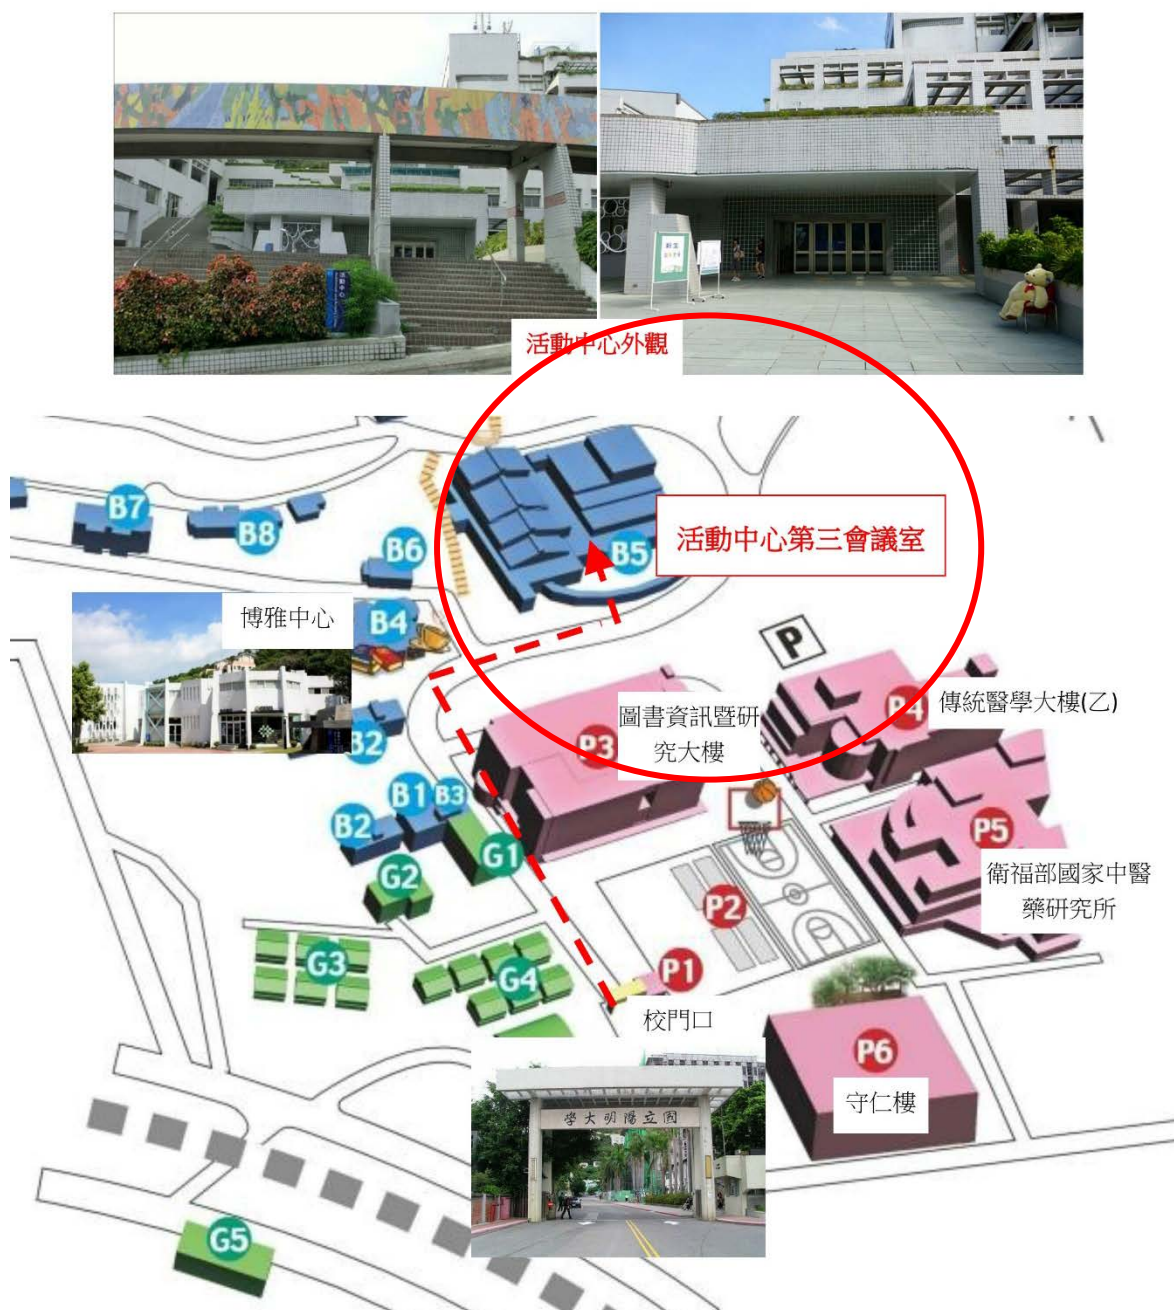 活動中心
活動中心外觀
B7
B8
B6
B5
活動中心第三會議室
博雅中心
B4
P
P4
傳統醫學大樓(乙)
圖書資訊暨研
究大樓
P3
B2
B1
B3
B2
G1
P5
衛福部國家中醫
藥研究所
G2
P2
G3
G4
P1
校門口
P6
守仁樓
學大明陽立國
G5